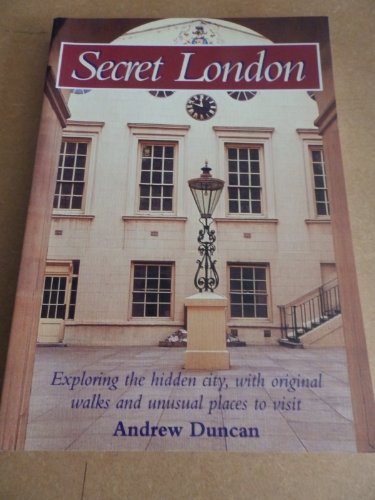 Secret London
Exploring the hidden city, with original
walks and unusual places to visit
Andrew Duncan